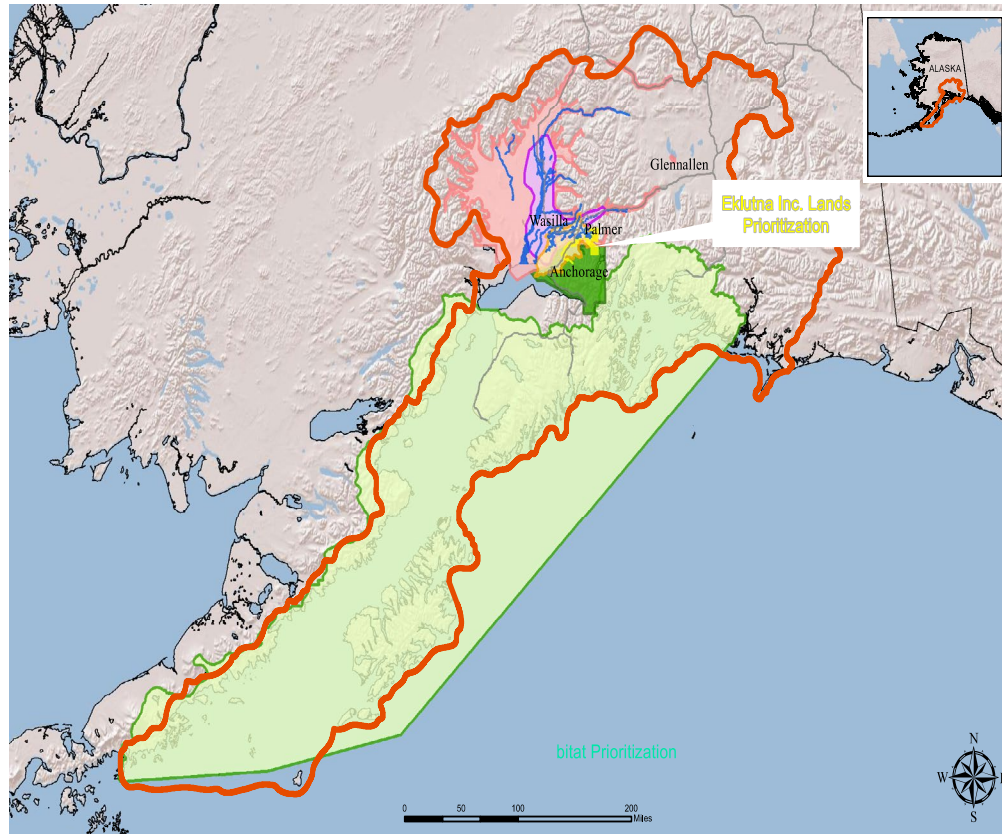 ALASKA
Glennallen
Eklutna Inc. Lands
Prioritization
Wasilla
Palmer
Anchorage
bitat Prioritization
N
W
E
S
0 50 100 200
Miles